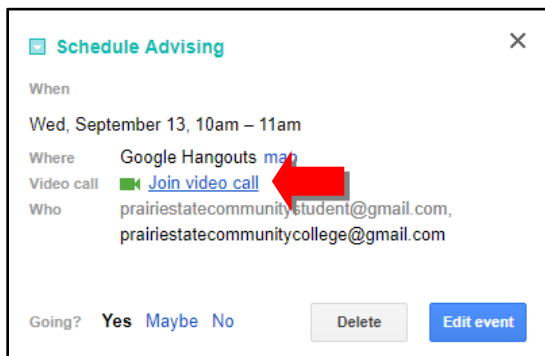 Schedule Advising
When
Wed, September 13, 10am – 11am
Where Google Hangouts map
Video call Join video call
Who prairiestatecommunitystudent@gmail.com,
prairiestatecommunitycollege@gmail.com
Going? Yes Maybe No Delete Edit event